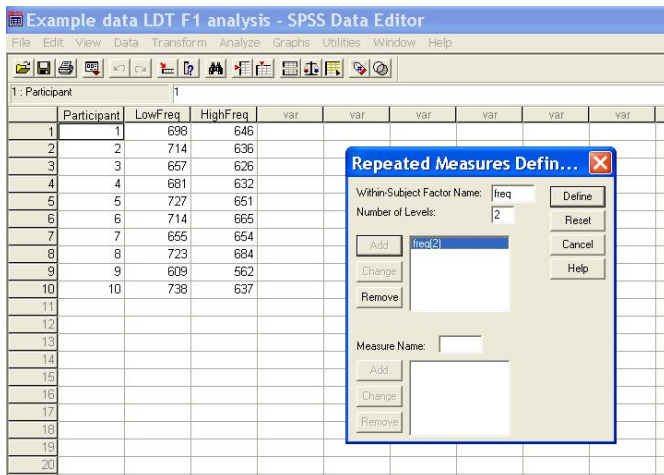 Example data LDT F1 analysis - SPSS Data Editor
File Edit View Data Transform Analyze Graphs Utilities Window Help
1 : Participant 1
Participant LowFreq HighFreq var var var var var var
1 1 698 646
2 2 714 636
3 3 657 626
4 4 681 632
5 5 727 651
6 6 714 665
7 7 655 654
8 8 723 684
9 9 609 562
10 10 738 637
11
12
13
14
15
16
17
18
19
20
Repeated Measures Defin...
Within-Subject Factor Name: freq Define
Number of Levels: 2 Reset
Add freq(2) Cancel
Change Help
Remove
Measure Name:
Add
Change
Remove